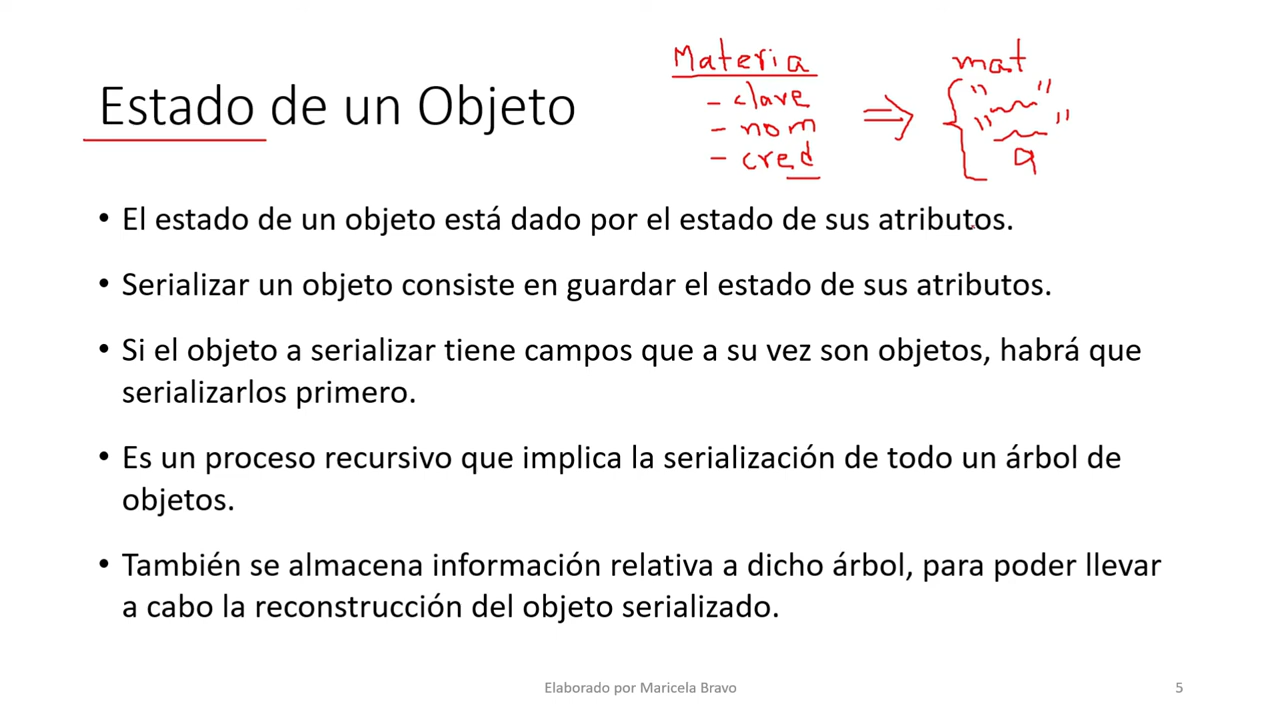 Estado de un Objeto
Materia
- clave
- nom
- cred
⇒
mat
" "
" "
9
• El estado de un objeto está dado por el estado de sus atributos.
• Serializar un objeto consiste en guardar el estado de sus atributos.
• Si el objeto a serializar tiene campos que a su vez son objetos, habrá que
serializarlos primero.
• Es un proceso recursivo que implica la serialización de todo un árbol de
objetos.
• También se almacena información relativa a dicho árbol, para poder llevar
a cabo la reconstrucción del objeto serializado.
Elaborado por Maricela Bravo
5